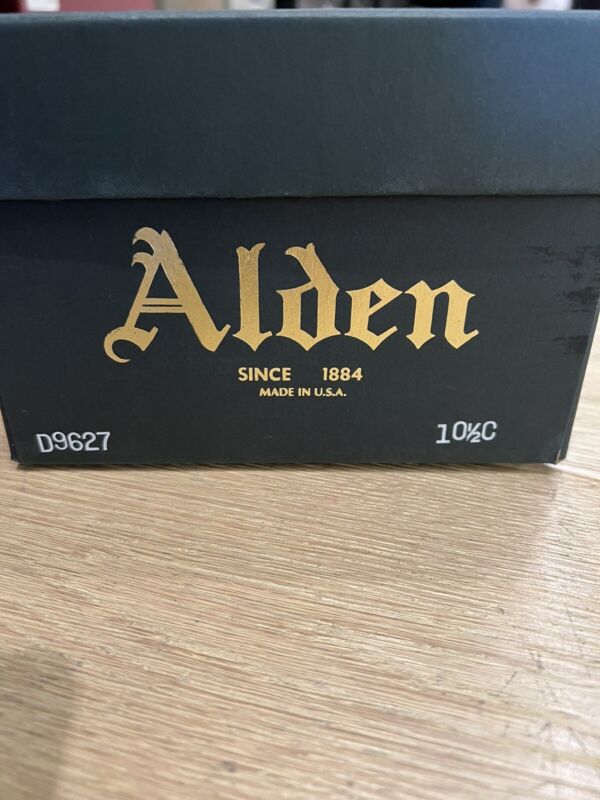 Alden
SINCE 1884
MADE IN U.S.A.
D9627
10½C